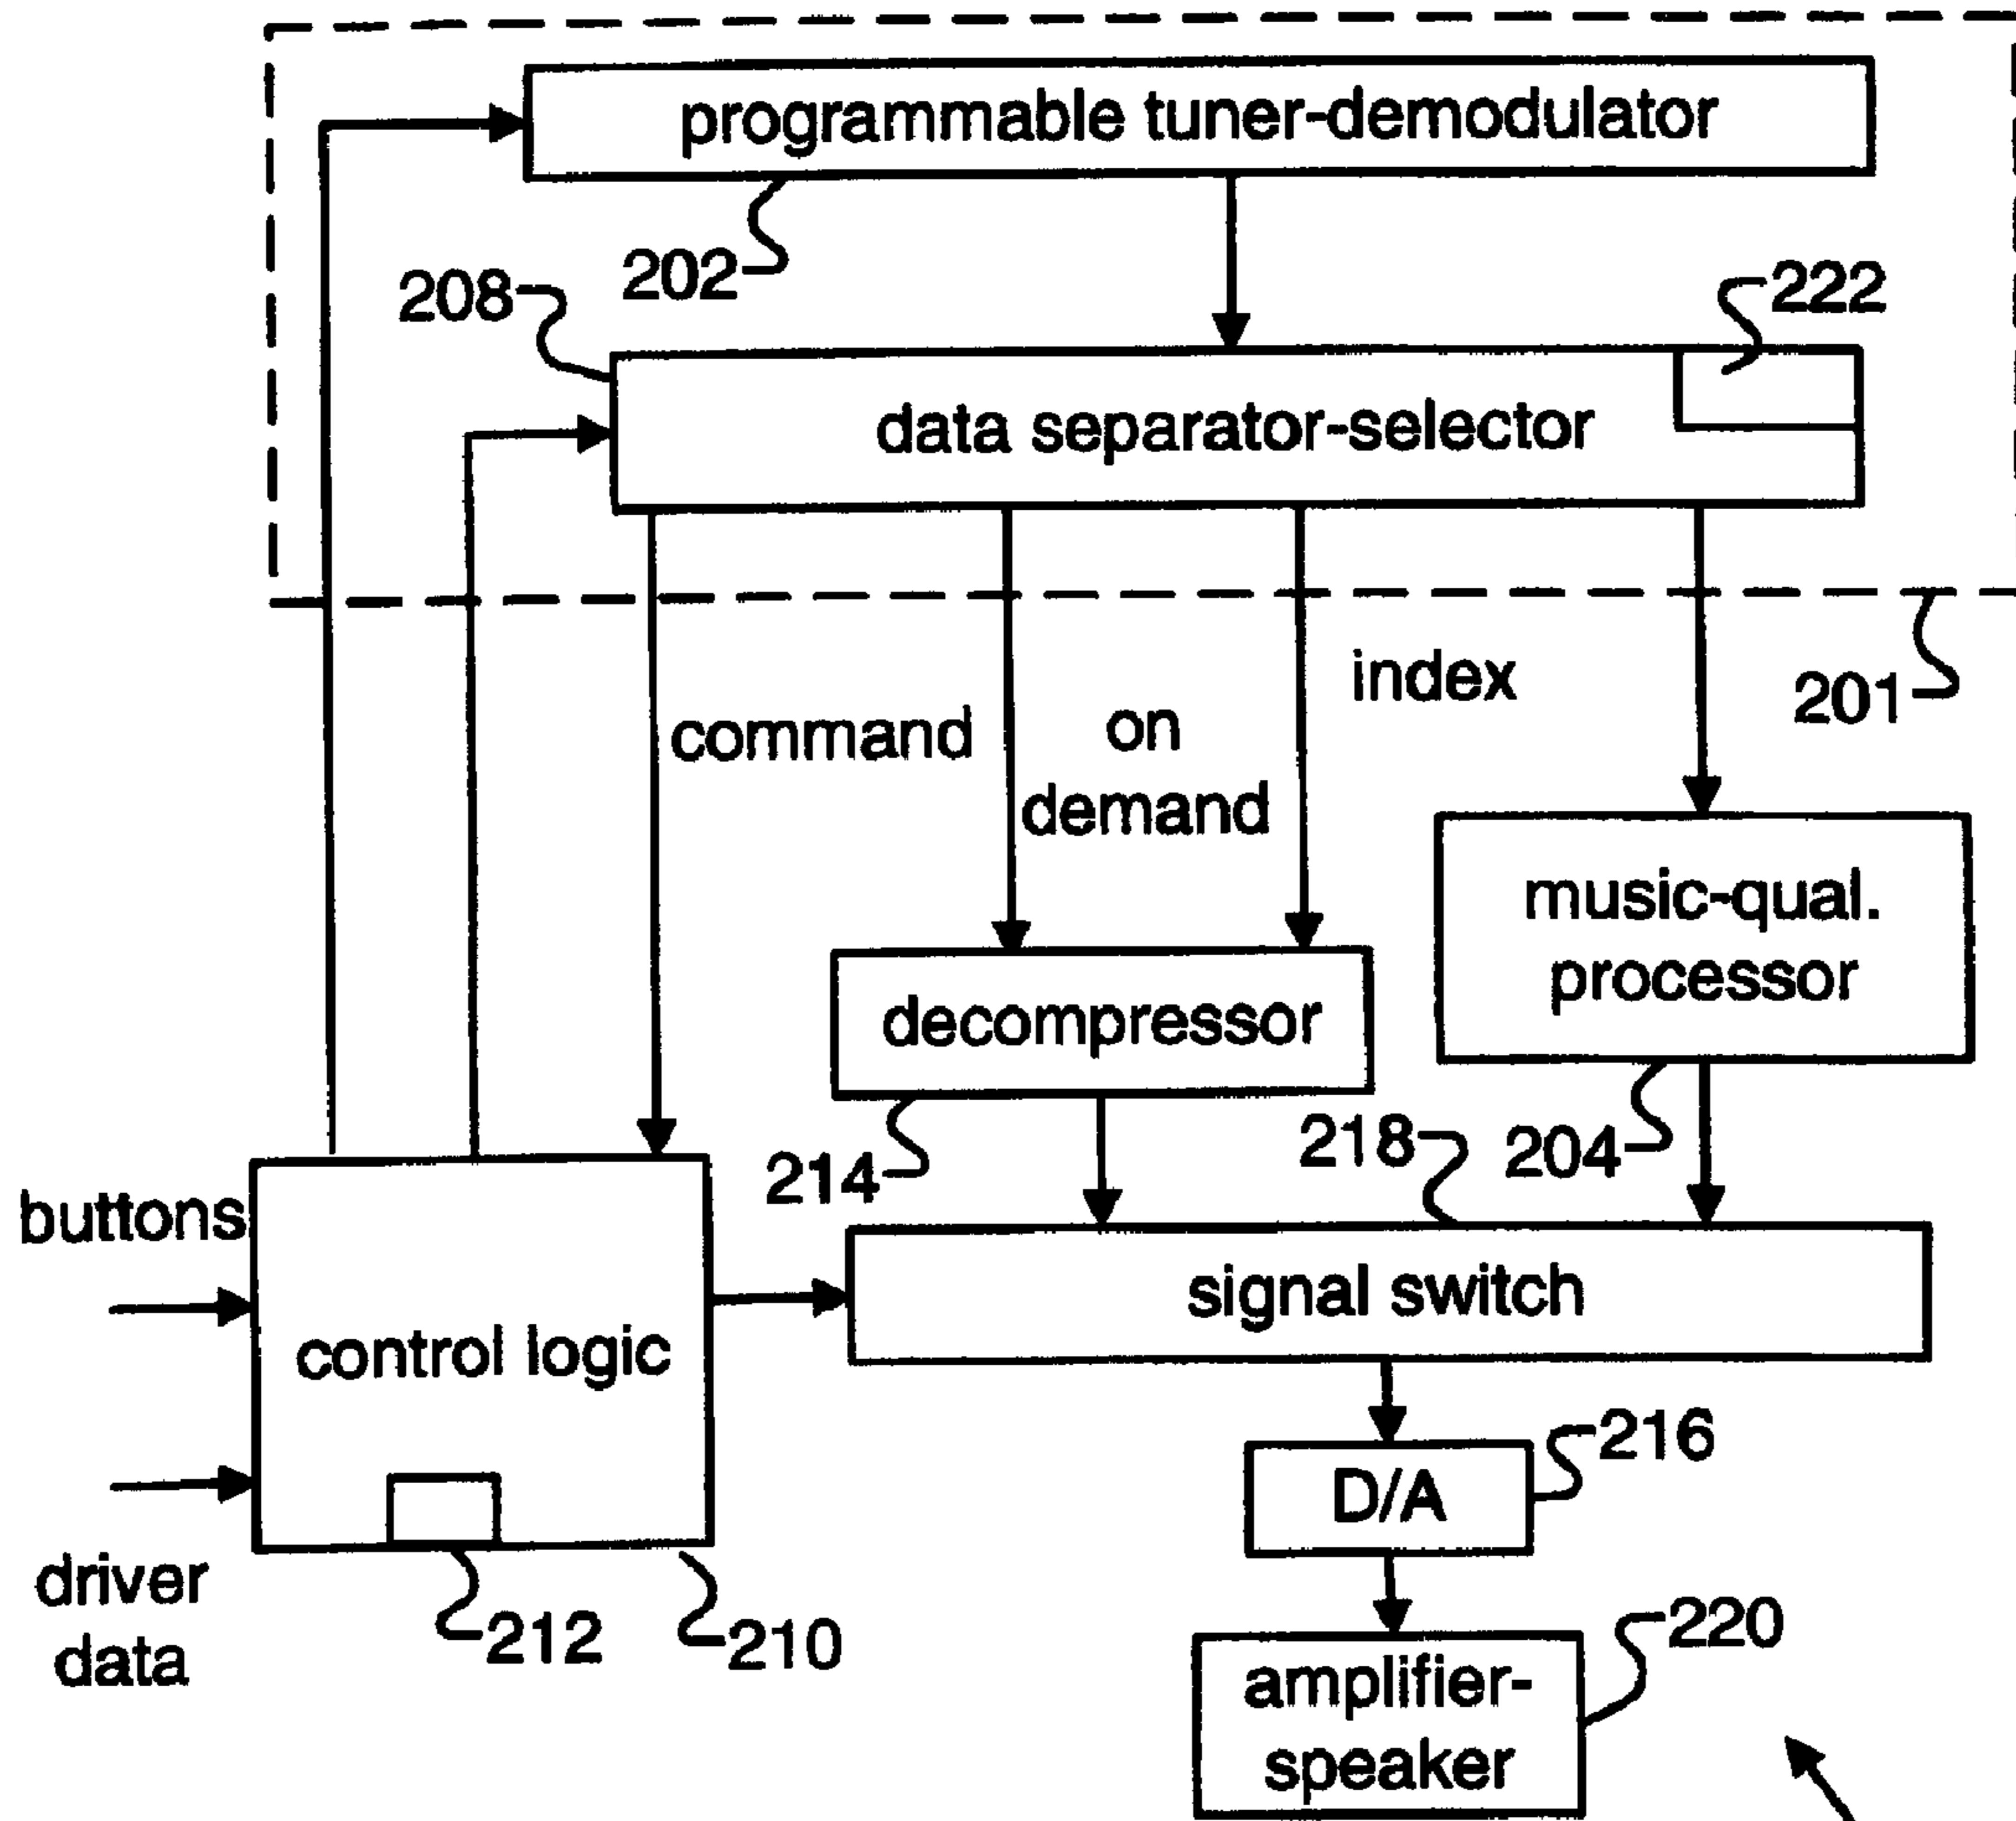 programmable tuner-demodulator
202
208
222
data separator-selector
index
201
command
on
demand
music-qual.
processor
decompressor
218
204
214
buttons
signal switch
control logic
216
D/A
driver
data
212
210
220
amplifier-
speaker